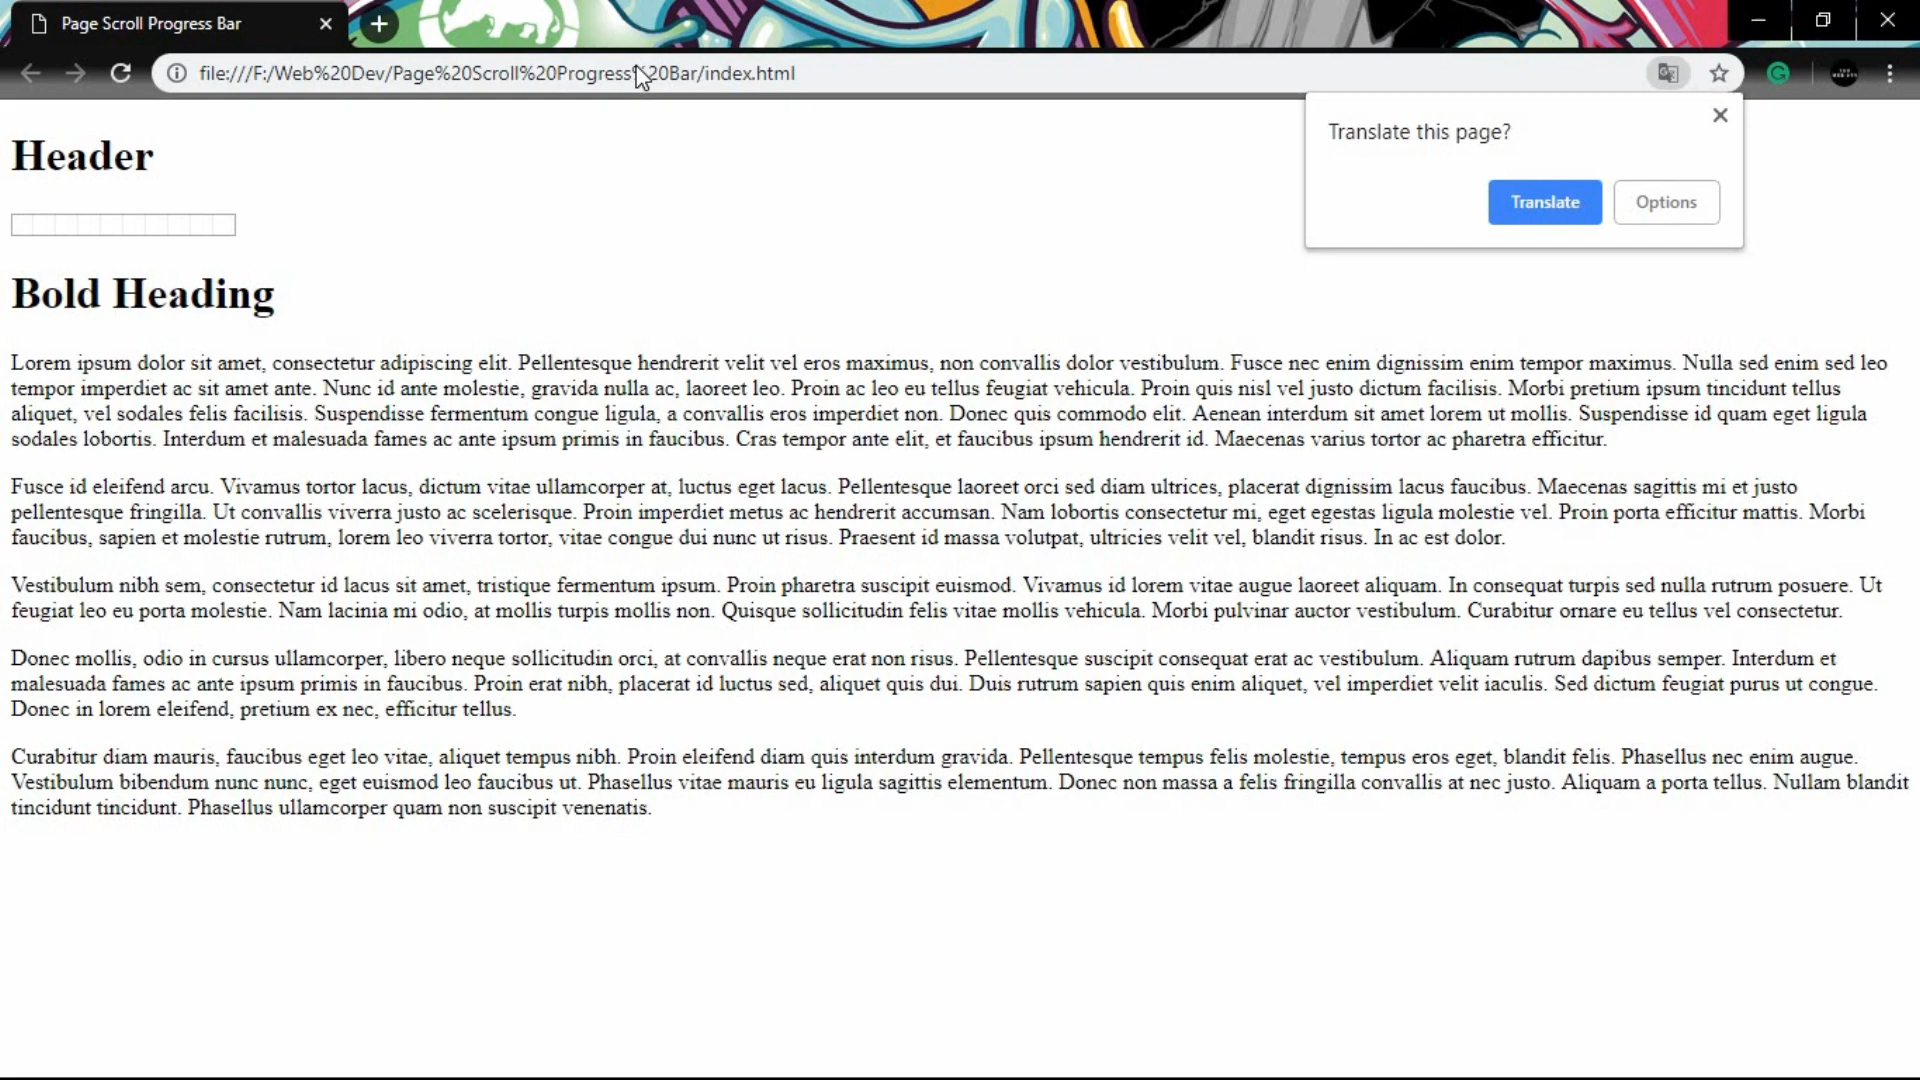 Page Scroll Progress Bar
file:///F:/Web%20Dev/Page%20Scroll%20Progress%20Bar/index.html
Translate this page?
Translate
Options
Header
Bold Heading
Lorem ipsum dolor sit amet, consectetur adipiscing elit. Pellentesque hendrerit velit vel eros maximus, non convallis dolor vestibulum. Fusce nec enim dignissim enim tempor maximus. Nulla sed enim sed leo
tempor imperdiet ac sit amet ante. Nunc id ante molestie, gravida nulla ac, laoreet leo. Proin ac leo eu tellus feugiat vehicula. Proin quis nisl vel justo dictum facilisis. Morbi pretium ipsum tincidunt tellus
aliquet, vel sodales felis facilisis. Suspendisse fermentum congue ligula, a convallis eros imperdiet non. Donec quis commodo elit. Aenean interdum sit amet lorem ut mollis. Suspendisse id quam eget ligula
sodales lobortis. Interdum et malesuada fames ac ante ipsum primis in faucibus. Cras tempor ante elit, et faucibus ipsum hendrerit id. Maecenas varius tortor ac pharetra efficitur.
Fusce id eleifend arcu. Vivamus tortor lacus, dictum vitae ullamcorper at, luctus eget lacus. Pellentesque laoreet orci sed diam ultrices, placerat dignissim lacus faucibus. Maecenas sagittis mi et justo
pellentesque fringilla. Ut convallis viverra justo ac scelerisque. Proin imperdiet metus ac hendrerit accumsan. Nam lobortis consectetur mi, eget egestas ligula molestie vel. Proin porta efficitur mattis. Morbi
faucibus, sapien et molestie rutrum, lorem leo viverra tortor, vitae congue dui nunc ut risus. Praesent id massa volutpat, ultricies velit vel, blandit risus. In ac est dolor.
Vestibulum nibh sem, consectetur id lacus sit amet, tristique fermentum ipsum. Proin pharetra suscipit euismod. Vivamus id lorem vitae augue laoreet aliquam. In consequat turpis sed nulla rutrum posuere. Ut
feugiat leo eu porta molestie. Nam lacinia mi odio, at mollis turpis mollis non. Quisque sollicitudin felis vitae mollis vehicula. Morbi pulvinar auctor vestibulum. Curabitur ornare eu tellus vel consectetur.
Donec mollis, odio in cursus ullamcorper, libero neque sollicitudin orci, at convallis neque erat non risus. Pellentesque suscipit consequat erat ac vestibulum. Aliquam rutrum dapibus semper. Interdum et
malesuada fames ac ante ipsum primis in faucibus. Proin erat nibh, placerat id luctus sed, aliquet quis dui. Duis rutrum sapien quis enim aliquet, vel imperdiet velit iaculis. Sed dictum feugiat purus ut congue.
Donec in lorem eleifend, pretium ex nec, efficitur tellus.
Curabitur diam mauris, faucibus eget leo vitae, aliquet tempus nibh. Proin eleifend diam quis interdum gravida. Pellentesque tempus felis molestie, tempus eros eget, blandit felis. Phasellus nec enim augue.
Vestibulum bibendum nunc nunc, eget euismod leo faucibus ut. Phasellus vitae mauris eu ligula sagittis elementum. Donec non massa a felis fringilla convallis at nec justo. Aliquam a porta tellus. Nullam blandit
tincidunt tincidunt. Phasellus ullamcorper quam non suscipit venenatis.